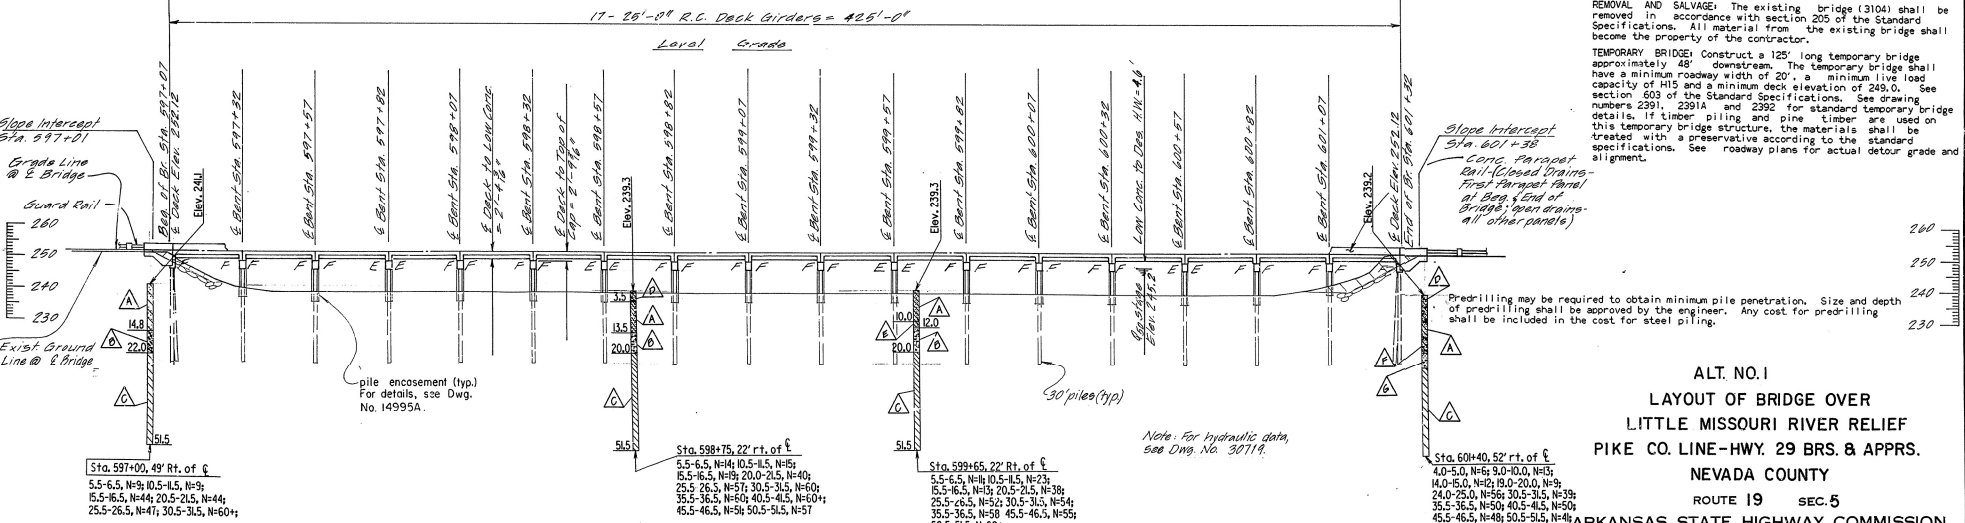 17- 25'-0" R.C. Deck Girders = 425'-0"
Level Grade
REMOVAL AND SALVAGE: The existing bridge (3104) shall be
removed in accordance with section 205 of the Standard
Specifications. All material from the existing bridge shall
become the property of the contractor.
TEMPORARY BRIDGE: Construct a 125' long temporary bridge
approximately 48' downstream. The temporary bridge shall
have a minimum roadway width of 20', a minimum live load
capacity of H15 and a minimum deck elevation of 249.0. See
section 603 of the Standard Specifications. See drawing
numbers 2391, 2391A and 2392 for standard temporary bridge
details. If timber piling and pine timber are used on
this temporary bridge structure, the materials shall be
treated with a preservative according to the standard
specifications. See roadway plans for actual detour grade and
alignment.
Slope Intercept
Sta. 597+01
Grade Line
@ ℄ Bridge
Guard Rail
Beg. of Br. Sta. 597+07
℄ Deck Elev. 252.12
Elev. 241.1
℄ Bent Sta. 597+32
℄ Bent Sta. 597+57
℄ Bent Sta. 597+82
℄ Bent Sta. 598+07
℄ Deck to Low Conc.
℄ Bent Sta. 598+32
℄ Deck to Top of
℄ Bent Sta. 598+57
Elev. 239.3
℄ Bent Sta. 598+82
℄ Bent Sta. 599+07
℄ Bent Sta. 599+32
℄ Bent Sta. 599+57
Elev. 239.3
℄ Bent Sta. 599+82
℄ Bent Sta. 600+07
℄ Bent Sta. 600+32
Low Conc to Des. H.W. = 4.6'
℄ Bent Sta. 600+57
℄ Bent Sta. 600+82
℄ Bent Sta. 601+07
Elev. 239.2
℄ Deck Elev. 252.12
End of Br. Sta. 601+32
Slope Intercept
Sta. 601+38
Conc. Parapet
Rail-(Closed Drains-
First Parapet Panel
at Beg. & End of
Bridge; open drains-
all other panels)
260
250
240
230
260
250
240
230
F F F F F E E F F F F F F F F F F F F E E F F F F F F F F F F F
Elev. 245.2
Exist. Ground
Line @ ℄ Bridge
A
14.8
B
22.0
C
51.5
3.5
D
A
13.5
B
20.0
C
51.5
10.0
A
E
12.0
20.0
B
C
51.5
D
A
F
G
C
pile encasement (typ.)
For details, see Dwg.
No. 14995A.
30' piles (typ.)
Predrilling may be required to obtain minimum pile penetration. Size and depth
of predrilling shall be approved by the engineer. Any cost for predrilling
shall be included in the cost for steel piling.
Note: For hydraulic data,
see Dwg. No. 30719.
Sta. 597+00, 49' Rt. of ℄
5.5-6.5, N=9; 10.5-11.5, N=9;
15.5-16.5, N=44; 20.5-21.5, N=44;
25.5-26.5, N=47; 30.5-31.5, N=60+;
Sta. 598+75, 22' rt. of ℄
5.5-6.5, N=14; 10.5-11.5, N=15;
15.5-16.5, N=19; 20.0-21.5, N=40;
25.5-26.5, N=57; 30.5-31.5, N=60;
35.5-36.5, N=60; 40.5-41.5, N=60+;
45.5-46.5, N=51; 50.5-51.5, N=57
Sta. 599+65, 22' Rt. of ℄
5.5-6.5, N=11; 10.5-11.5, N=23;
15.5-16.5, N=13; 20.5-21.5, N=38;
25.5-26.5, N=52; 30.5-31.5, N=54;
35.5-36.5, N=58 45.5-46.5, N=55;
Sta. 601+40, 52' rt. of ℄
4.0-5.0, N=6; 9.0-10.0, N=13;
14.0-15.0, N=12; 19.0-20.0, N=9;
24.0-25.0, N=56; 30.5-31.5, N=39;
35.5-36.5, N=50; 40.5-41.5, N=50;
45.5-46.5, N=48; 50.5-51.5, N=41;
ALT. NO. 1
LAYOUT OF BRIDGE OVER
LITTLE MISSOURI RIVER RELIEF
PIKE CO. LINE-HWY. 29 BRS. & APPRS.
NEVADA COUNTY
ROUTE 19 SEC. 5
ARKANSAS STATE HIGHWAY COMMISSION